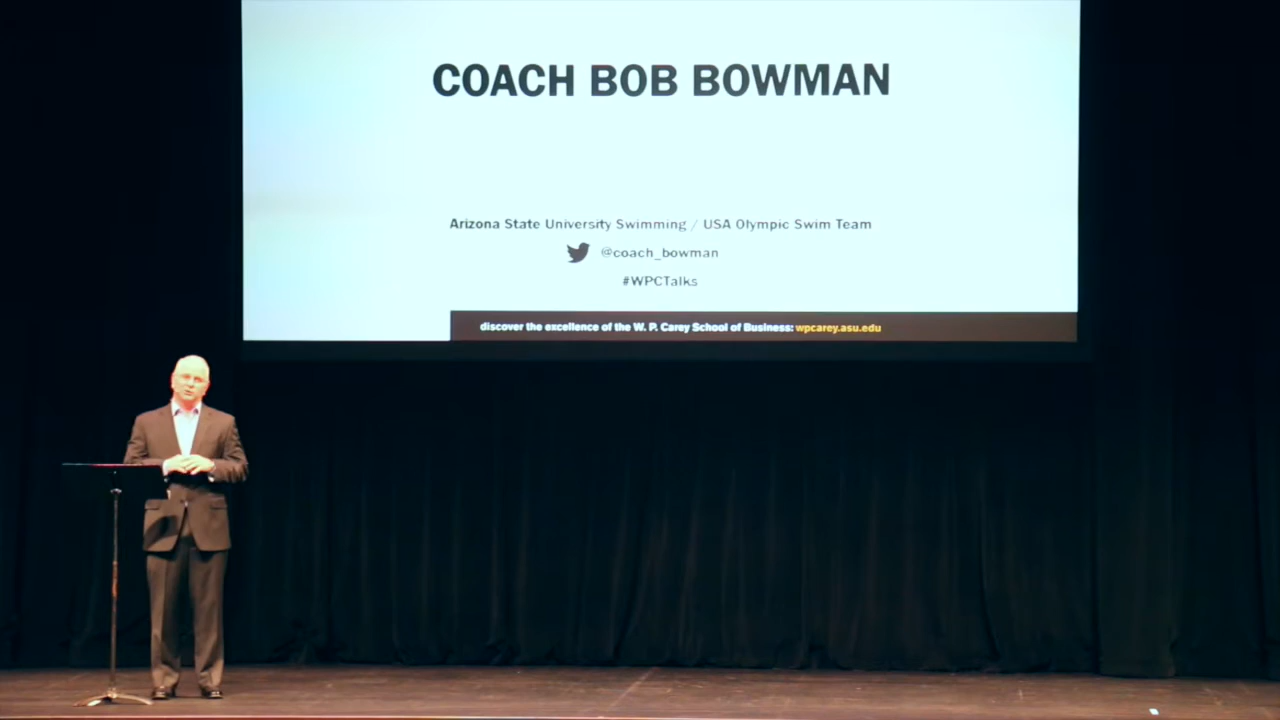 COACH BOB BOWMAN
Arizona State University Swimming / USA Olympic Swim Team
@coach_bowman
#WPCTalks
discover the excellence of the W. P. Carey School of Business: wpcarey.asu.edu